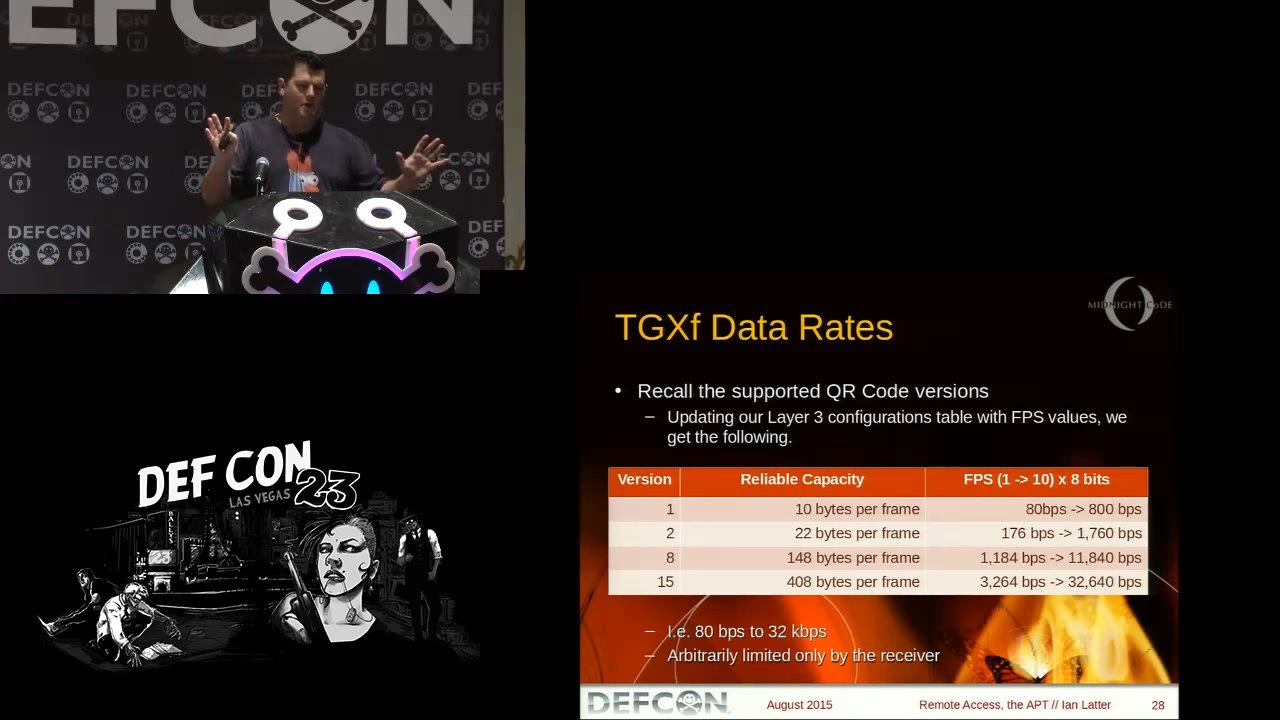 DEFCON
DEFCON
DEFCON
DEFCON
DEFCON
DEFCON
DEFCON
DEFCON
MIDNIGHT CODE
TGXf Data Rates
• Recall the supported QR Code versions
– Updating our Layer 3 configurations table with FPS values, we
get the following.
Version Reliable Capacity FPS (1 -> 10) x 8 bits
1 10 bytes per frame 80bps -> 800 bps
2 22 bytes per frame 176 bps -> 1,760 bps
8 148 bytes per frame 1,184 bps -> 11,840 bps
15 408 bytes per frame 3,264 bps -> 32,640 bps
– I.e. 80 bps to 32 kbps
– Arbitrarily limited only by the receiver
DEFCON August 2015 Remote Access, the APT // Ian Latter 28
DEF CON 23
LAS VEGAS
BALLYS